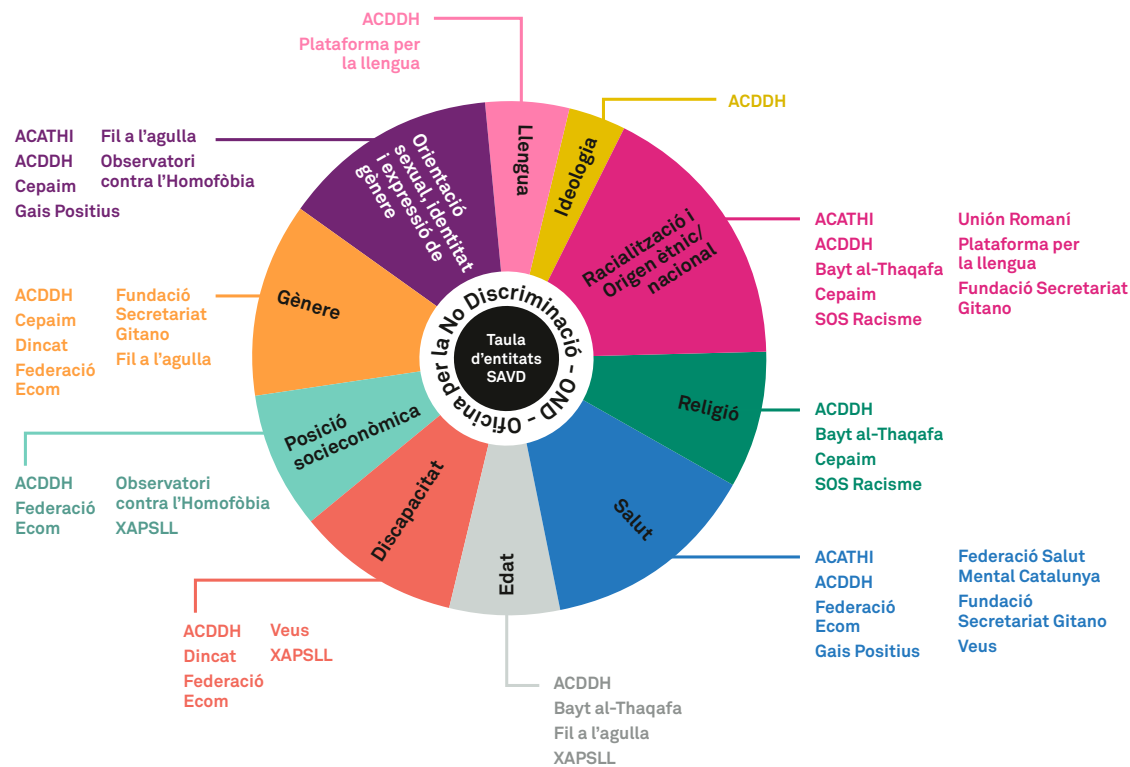 ACDDH
Plataforma per
la llengua
ACDDH
ACATHI
ACDDH
Cepaim
Gais Positius
Fil a l’agulla
Observatori
contra l’Homofòbia
Orientació
sexual, identitat
i expressió de
gènere
Llengua
Ideologia
Racialització i
Origen ètnic/
nacional
ACATHI
ACDDH
Bayt al-Thaqafa
Cepaim
SOS Racisme
Unión Romaní
Plataforma per
la llengua
Fundació Secretariat
Gitano
ACDDH
Cepaim
Dincat
Federació
Ecom
Fundació
Secretariat
Gitano
Fil a l’agulla
Gènere
Oficina per la No Discriminació - OND -
Taula
d’entitats
SAVD
Religió
ACDDH
Bayt al-Thaqafa
Cepaim
SOS Racisme
Posició
socieconòmica
ACDDH
Federació
Ecom
Observatori
contra l’Homofòbia
XAPSLL
Discapacitat
Edat
Salut
ACATHI
ACDDH
Federació
Ecom
Gais Positius
Federació Salut
Mental Catalunya
Fundació
Secretariat Gitano
Veus
ACDDH
Dincat
Federació
Ecom
Veus
XAPSLL
ACDDH
Bayt al-Thaqafa
Fil a l’agulla
XAPSLL